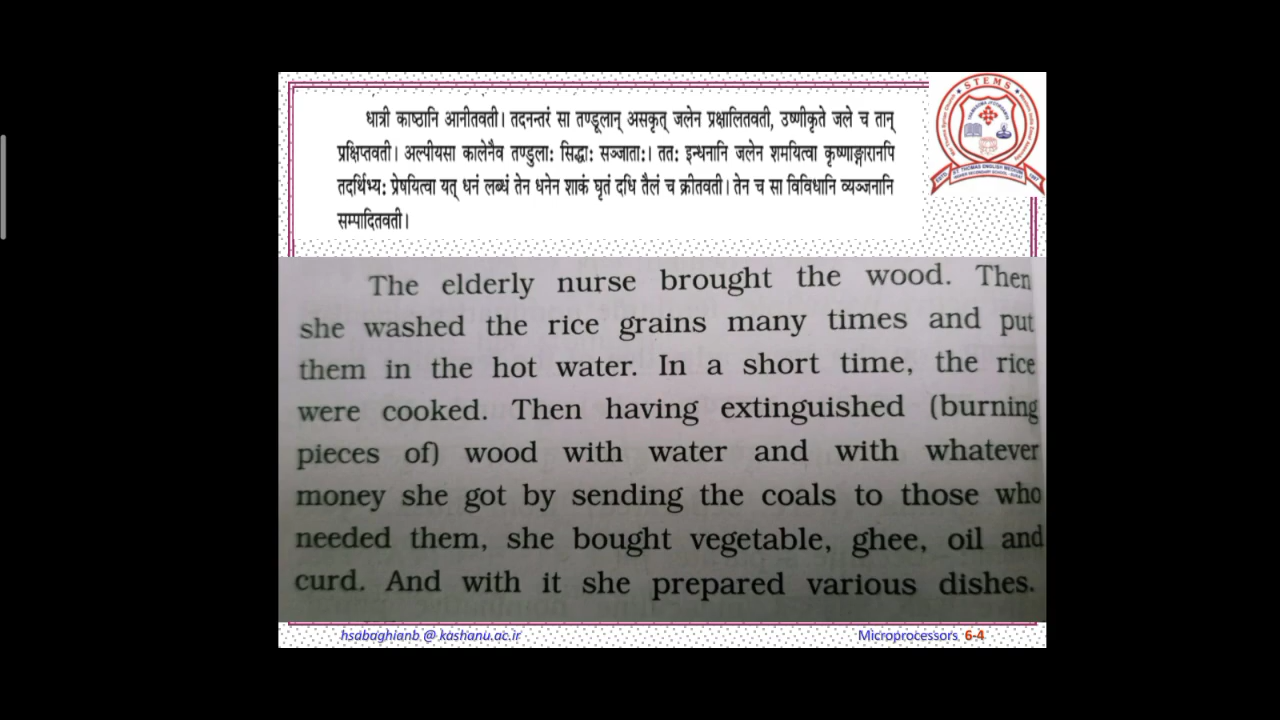 धात्री काष्ठानि आनीतवती। तदनन्तरं सा तण्डूलान् असकृत् जलेन प्रक्षालितवती, उष्णीकृते जले च तान्
प्रक्षिप्तवती। अल्पीयसा कालेनैव तण्डुलाः सिद्धाः सञ्जाताः। ततः इन्धनानि जलेन शमयित्वा कृष्णाङ्गारानपि
तदर्थिभ्यः प्रेषयित्वा यत् धनं लब्धं तेन धनेन शाकं घृतं दधि तैलं च क्रीतवती। तेन च सा विविधानि व्यञ्जनानि
सम्पादितवती।
STEMS
ST. THOMAS ENGLISH MEDIUM
The elderly nurse brought the wood. Then
she washed the rice grains many times and put
them in the hot water. In a short time, the rice
were cooked. Then having extinguished (burning
pieces of) wood with water and with whatever
money she got by sending the coals to those who
needed them, she bought vegetable, ghee, oil and
curd. And with it she prepared various dishes.
hsabaghianb @ kashanu.ac.ir
Microprocessors 6-4